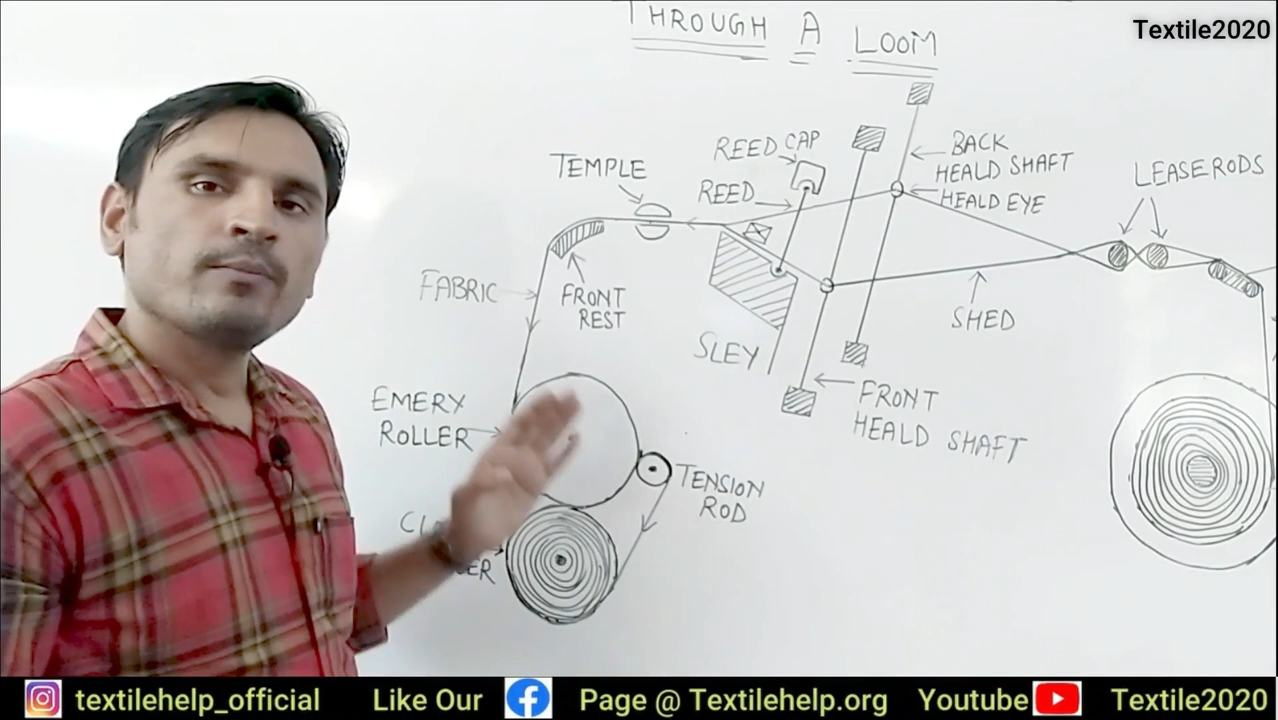 THROUGH A LOOM
Textile2020
REED CAP
TEMPLE
REED
BACK
HEALD SHAFT
HEALD EYE
LEASE RODS
FABRIC
FRONT
REST
SHED
SLEY
EMERY
ROLLER
FRONT
HEALD SHAFT
TENSION
ROD
textilehelp_official Like Our Page @ Textilehelp.org Youtube Textile2020